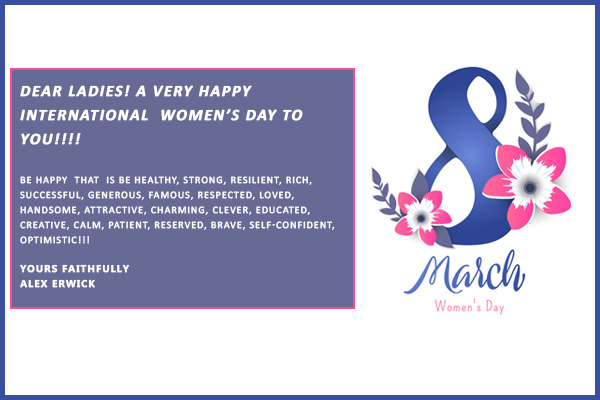 DEAR LADIES! A VERY HAPPY
INTERNATIONAL  WOMEN'S DAY TO
YOU!!!!
BE HAPPY  THAT  IS BE HEALTHY, STRONG, RESILIENT, RICH,
SUCCESSFUL, GENEROUS, FAMOUS, RESPECTED, LOVED,
HANDSOME, ATTRACTIVE, CHARMING, CLEVER, EDUCATED,
CREATIVE, CALM, PATIENT, RESERVED, BRAVE, SELF-CONFIDENT,
OPTIMISTIC!!!
YOURS FAITHFULLY
ALEX ERWICK
8
March
Women's Day